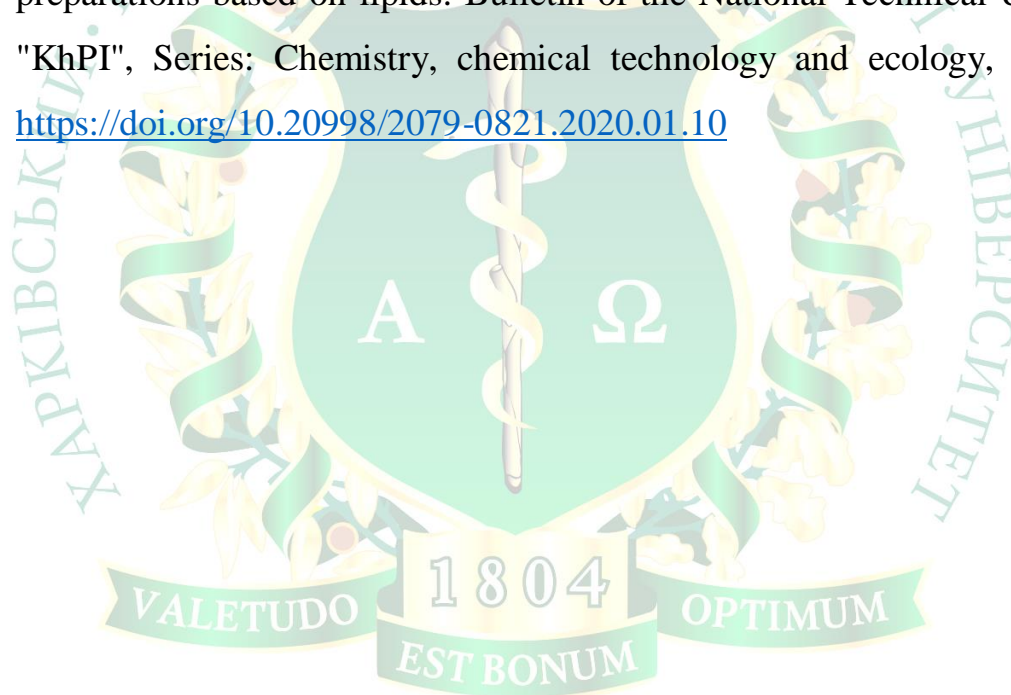 preparations based on lipids. Bulletin of the National Technical
"KhPI", Series: Chemistry, chemical technology and ecology,
https://doi.org/10.20998/2079-0821.2020.01.10
ХАРКІВСЬКИЙ
УНІВЕРСИТЕТ
Α Ω
1804
VALETUDO OPTIMUM
EST BONUM